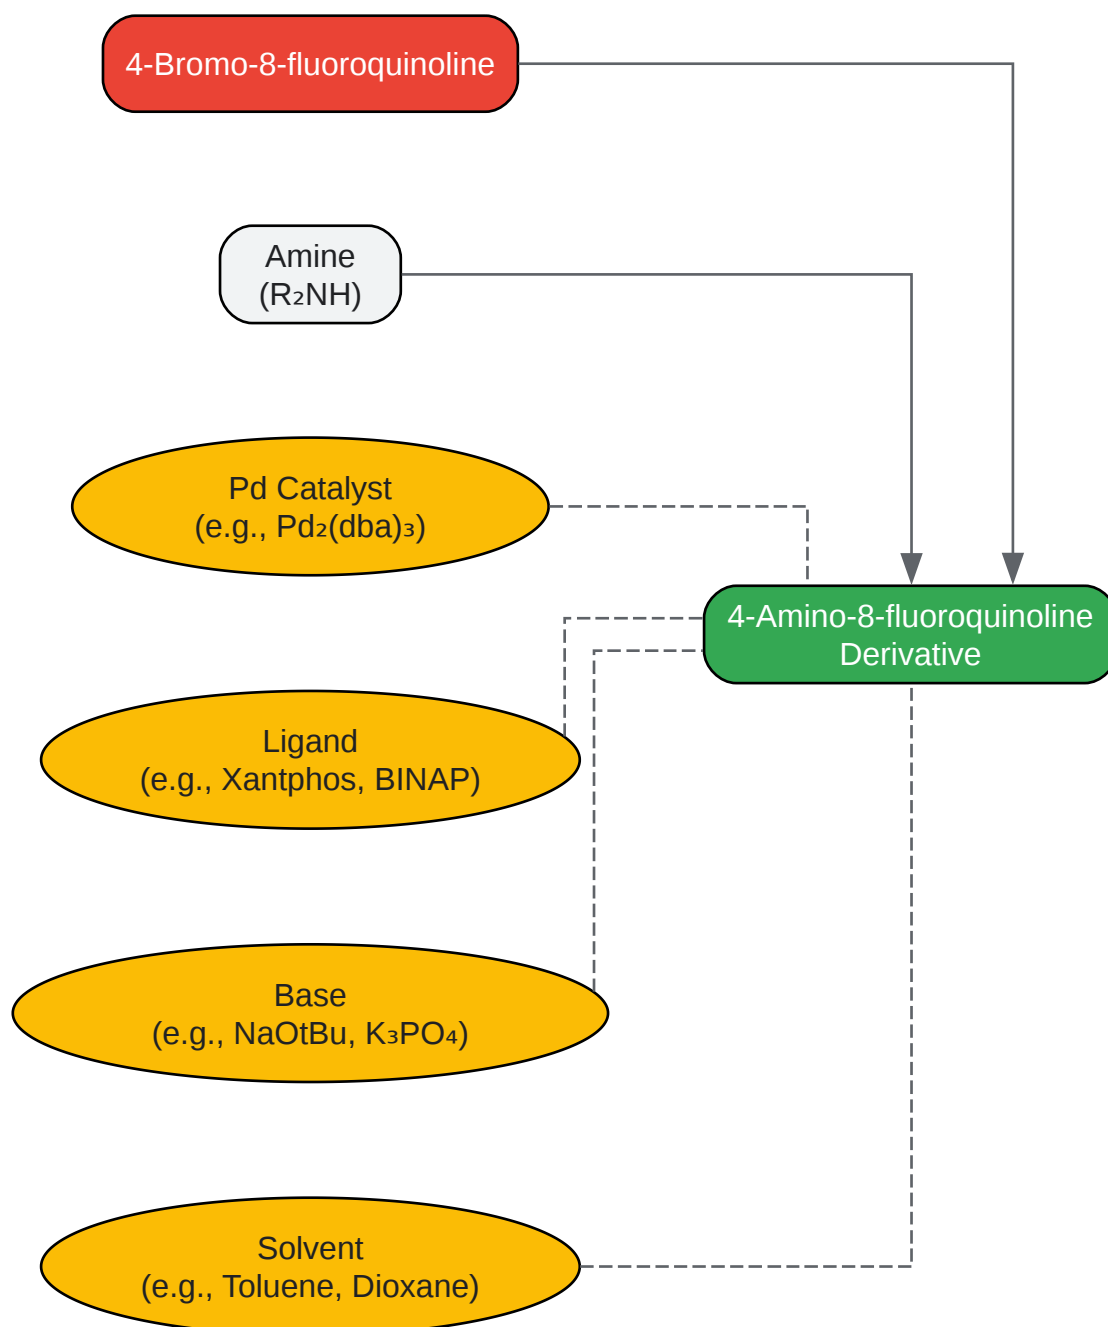 4-Bromo-8-fluoroquinoline
Amine
(R₂NH)
Pd Catalyst
(e.g., Pd₂(dba)₃)
4-Amino-8-fluoroquinoline
Derivative
Ligand
(e.g., Xantphos, BINAP)
Base
(e.g., NaOtBu, K₃PO₄)
Solvent
(e.g., Toluene, Dioxane)